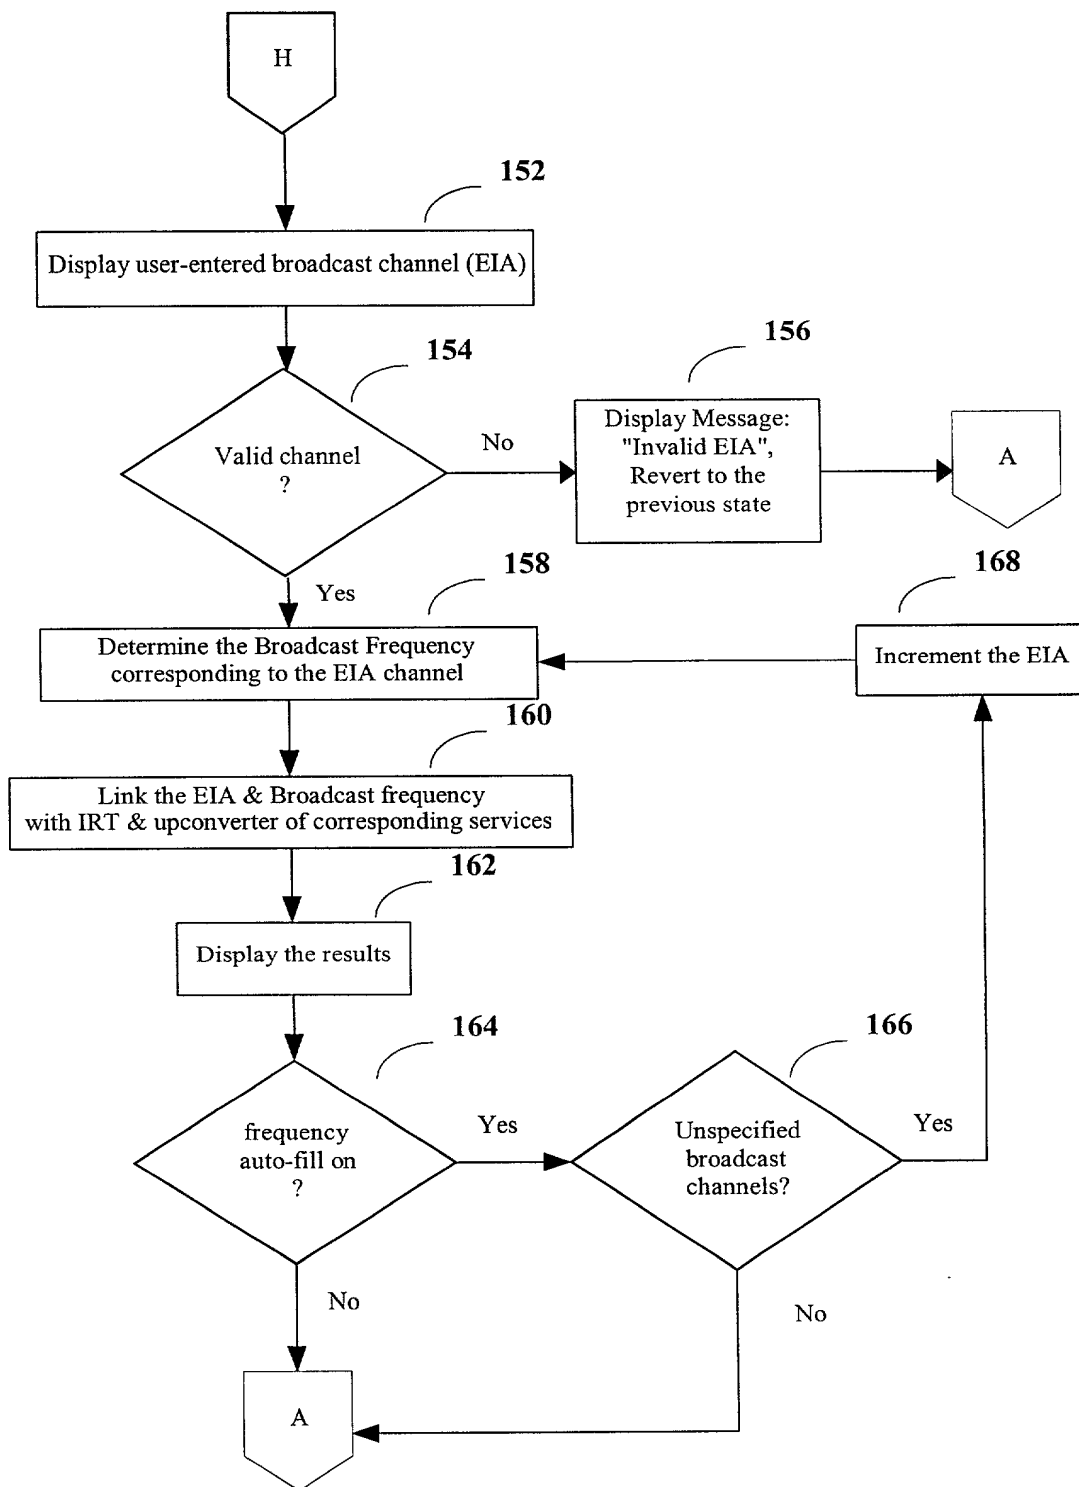 H
152
Display user-entered broadcast channel (EIA)
154
Valid channel
?
No
156
Display Message:
"Invalid EIA",
Revert to the
previous state
A
Yes
158
Determine the Broadcast Frequency
corresponding to the EIA channel
168
Increment the EIA
160
Link the EIA & Broadcast frequency
with IRT & upconverter of corresponding services
162
Display the results
164
frequency
auto-fill on
?
Yes
166
Unspecified
broadcast
channels?
Yes
No
No
A